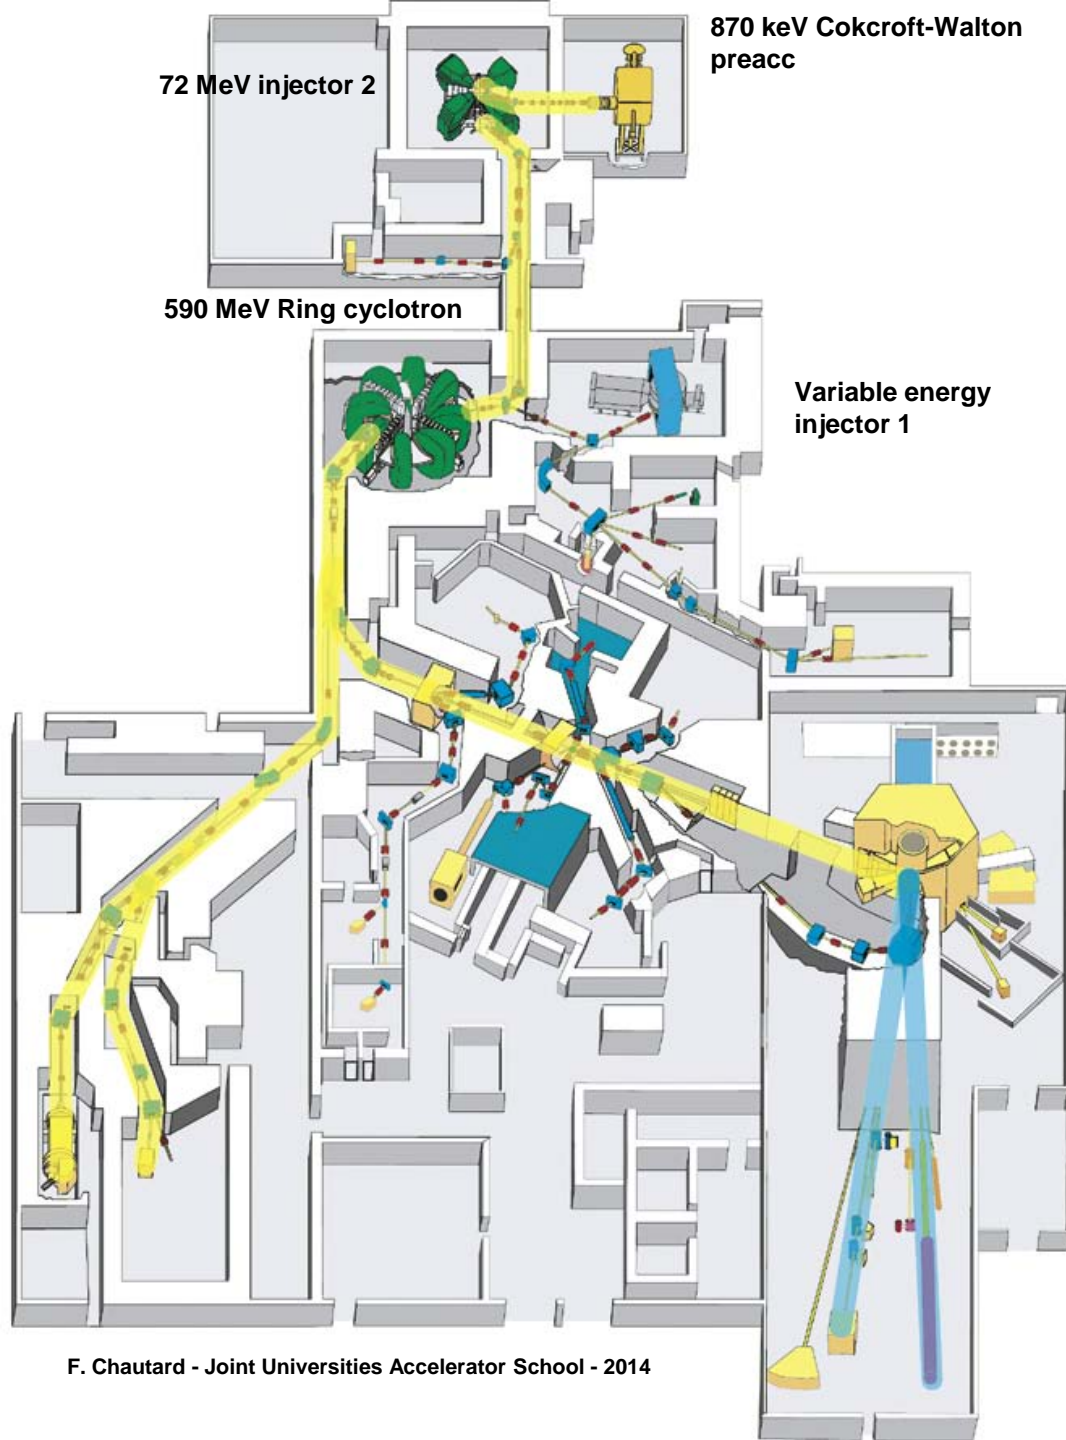 870 keV Cokcroft-Walton
preacc
72 MeV injector 2
590 MeV Ring cyclotron
Variable energy
injector 1
F. Chautard - Joint Universities Accelerator School - 2014